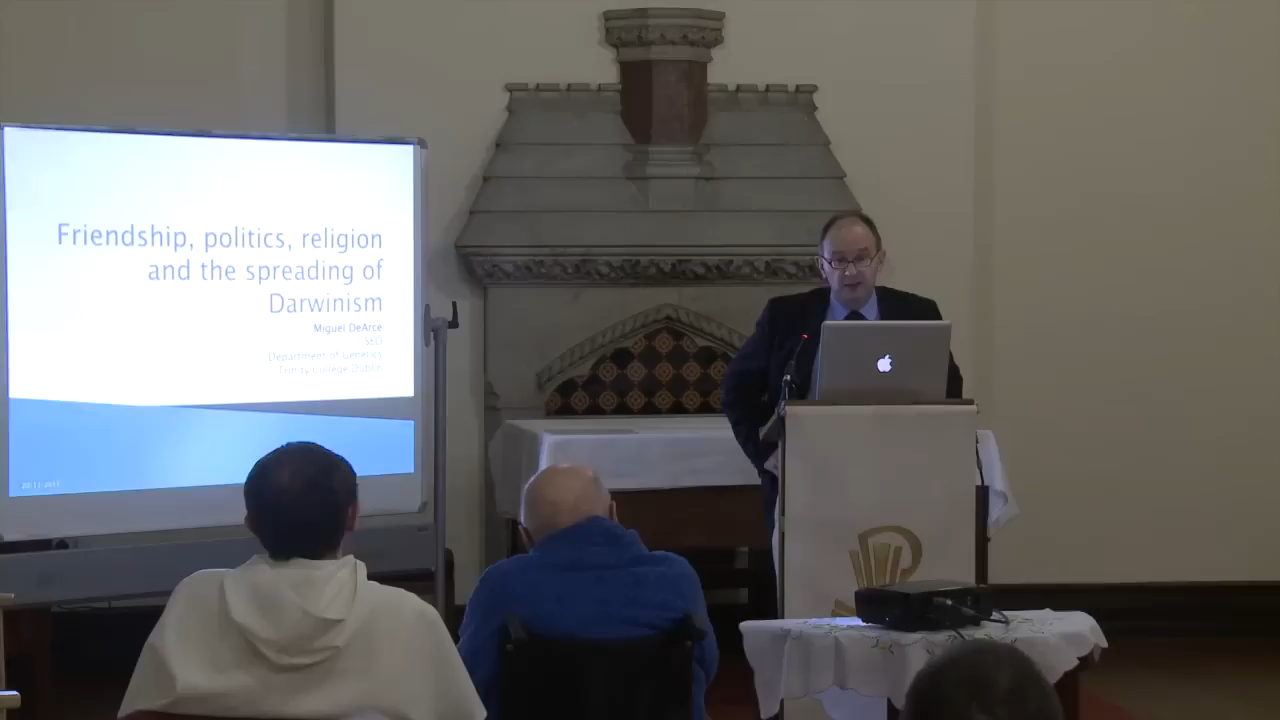 Friendship, politics, religion
and the spreading of
Darwinism
Miguel DeArce
SEO
Department of Genetics
Trinity College Dublin